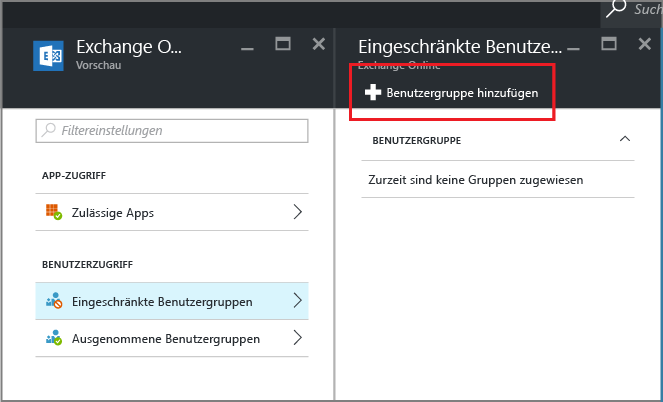 Such
Exchange O...
Vorschau
Filtereinstellungen
APP-ZUGRIFF
Zulässige Apps
BENUTZERZUGRIFF
Eingeschränkte Benutzergruppen
Ausgenommene Benutzergruppen
Eingeschränkte Benutze...
Exchange Online
Benutzergruppe hinzufügen
BENUTZERGRUPPE
Zurzeit sind keine Gruppen zugewiesen